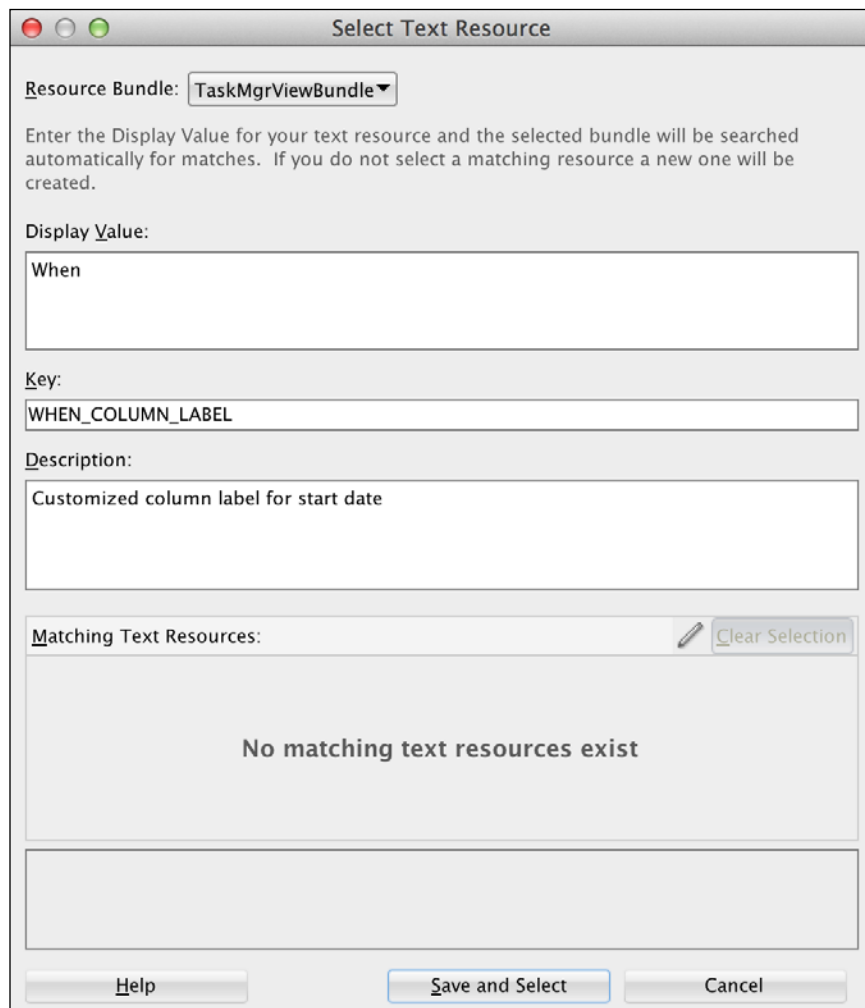 Select Text Resource
Resource Bundle: TaskMgrViewBundle
Enter the Display Value for your text resource and the selected bundle will be searched
automatically for matches.  If you do not select a matching resource a new one will be
created.
Display Value:
When
Key:
WHEN_COLUMN_LABEL
Description:
Customized column label for start date
Matching Text Resources: Clear Selection
No matching text resources exist
Help Save and Select Cancel